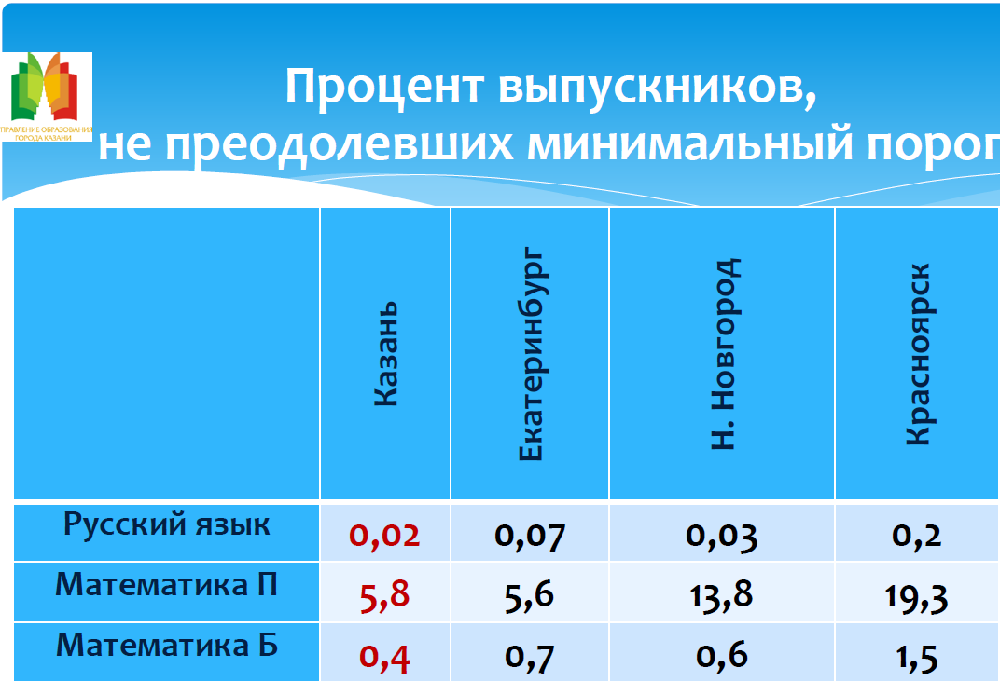 Процент выпускников,
не преодолевших минимальный порог
ПРАВЛЕНИЕ ОБРАЗОВАНИЯ
ГОРОДА КАЗАНИ
Казань Екатеринбург Н. Новгород Красноярск
Русский язык 0,02 0,07 0,03 0,2
Математика П 5,8 5,6 13,8 19,3
Математика Б 0,4 0,7 0,6 1,5